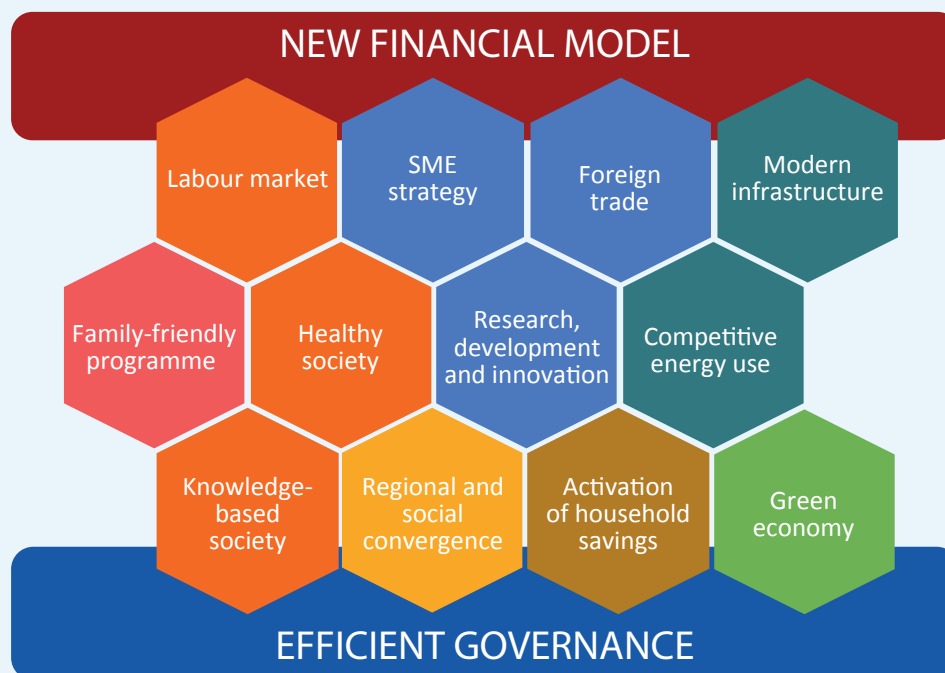 NEW FINANCIAL MODEL
Labour market
SME
strategy
Foreign
trade
Modern
infrastructure
Family-friendly
programme
Healthy
society
Research,
development
and innovation
Competitive
energy use
Knowledge-
based
society
Regional and
social
convergence
Activation
of household
savings
Green
economy
EFFICIENT GOVERNANCE